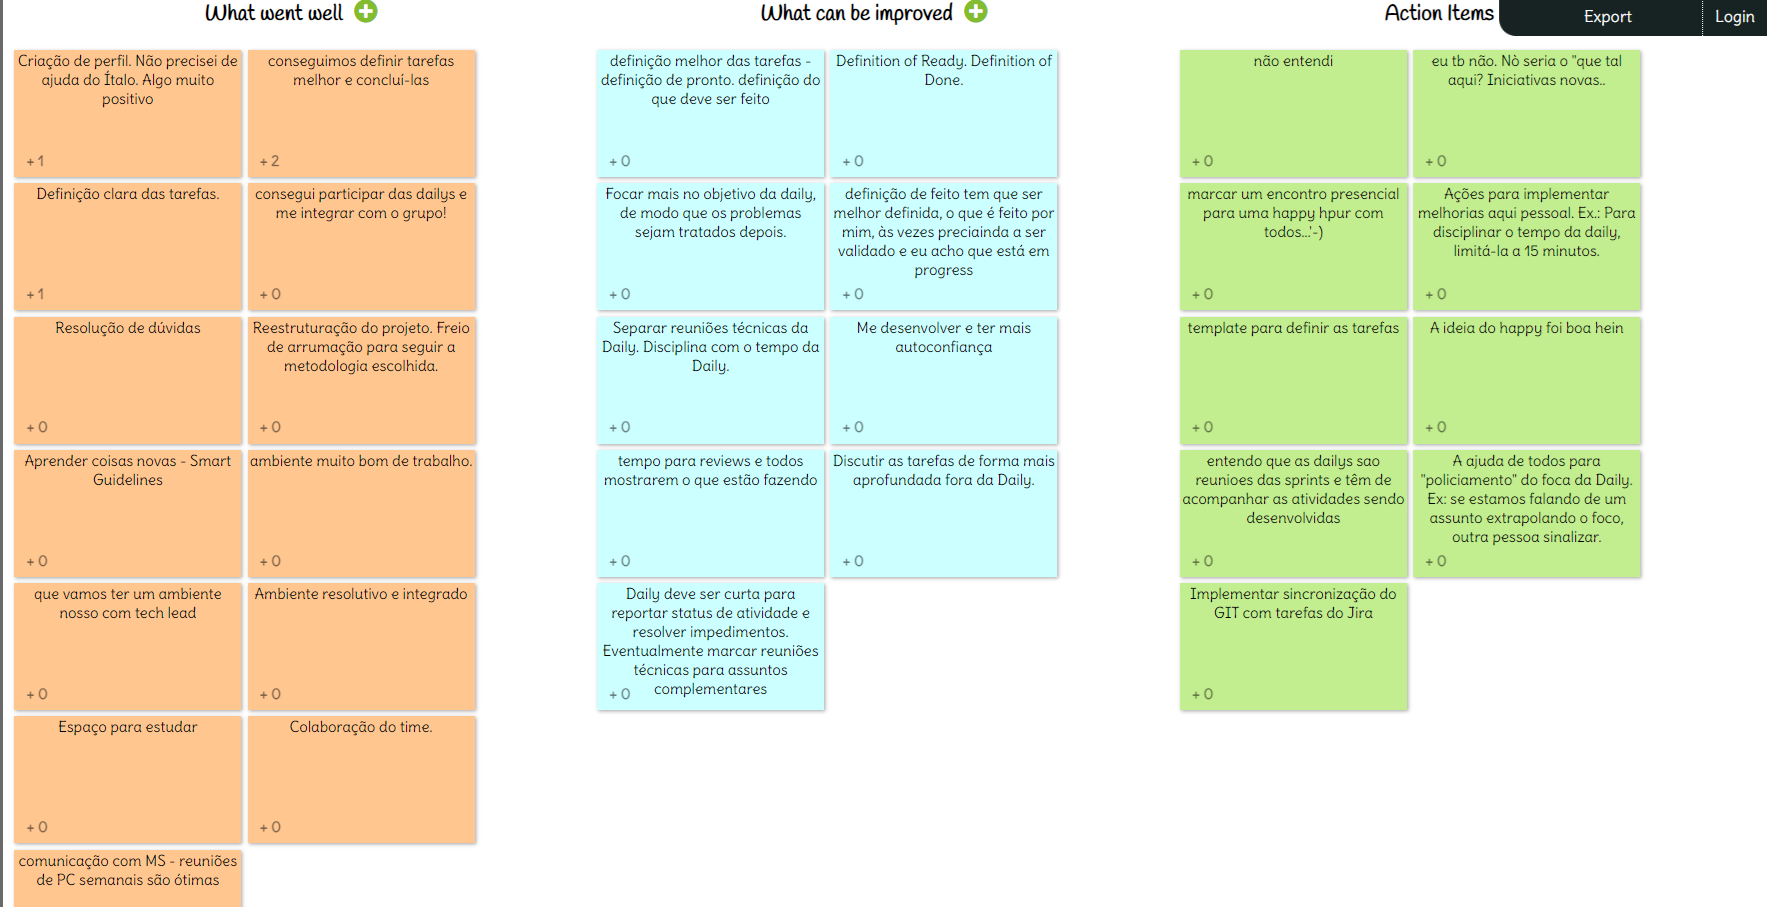 What went well
What can be improved
Action Items
Export
Login
Criação de perfil. Não precisei de
ajuda do Ítalo. Algo muito
positivo
+ 1
conseguimos definir tarefas
melhor e concluí-las
+ 2
Definição clara das tarefas.
+ 1
consegui participar das dailys e
me integrar com o grupo!
+ 0
Resolução de dúvidas
+ 0
Reestruturação do projeto. Freio
de arrumação para seguir a
metodologia escolhida.
+ 0
Aprender coisas novas - Smart
Guidelines
+ 0
ambiente muito bom de trabalho.
+ 0
que vamos ter um ambiente
nosso com tech lead
+ 0
Ambiente resolutivo e integrado
+ 0
Espaço para estudar
+ 0
Colaboração do time.
+ 0
comunicação com MS - reuniões
de PC semanais são ótimas
definição melhor das tarefas -
definição de pronto. definição do
que deve ser feito
+ 0
Definition of Ready. Definition of
Done.
+ 0
Focar mais no objetivo da daily,
de modo que os problemas
sejam tratados depois.
+ 0
definição de feito tem que ser
melhor definida, o que é feito por
mim, às vezes preciainda a ser
validado e eu acho que está em
progress
+ 0
Separar reuniões técnicas da
Daily. Disciplina com o tempo da
Daily.
+ 0
Me desenvolver e ter mais
autoconfiança
+ 0
tempo para reviews e todos
mostrarem o que estão fazendo
+ 0
Discutir as tarefas de forma mais
aprofundada fora da Daily.
+ 0
Daily deve ser curta para
reportar status de atividade e
resolver impedimentos.
Eventualmente marcar reuniões
técnicas para assuntos
complementares
+ 0
não entendi
+ 0
eu tb não. Nò seria o "que tal
aqui? Iniciativas novas..
+ 0
marcar um encontro presencial
para uma happy hpur com
todos...'-)
+ 0
Ações para implementar
melhorias aqui pessoal. Ex.: Para
disciplinar o tempo da daily,
limitá-la a 15 minutos.
+ 0
template para definir as tarefas
+ 0
A ideia do happy foi boa hein
+ 0
entendo que as dailys sao
reunioes das sprints e têm de
acompanhar as atividades sendo
desenvolvidas
+ 0
A ajuda de todos para
"policiamento" do foca da Daily.
Ex: se estamos falando de um
assunto extrapolando o foco,
outra pessoa sinalizar.
+ 0
Implementar sincronização do
GIT com tarefas do Jira
+ 0